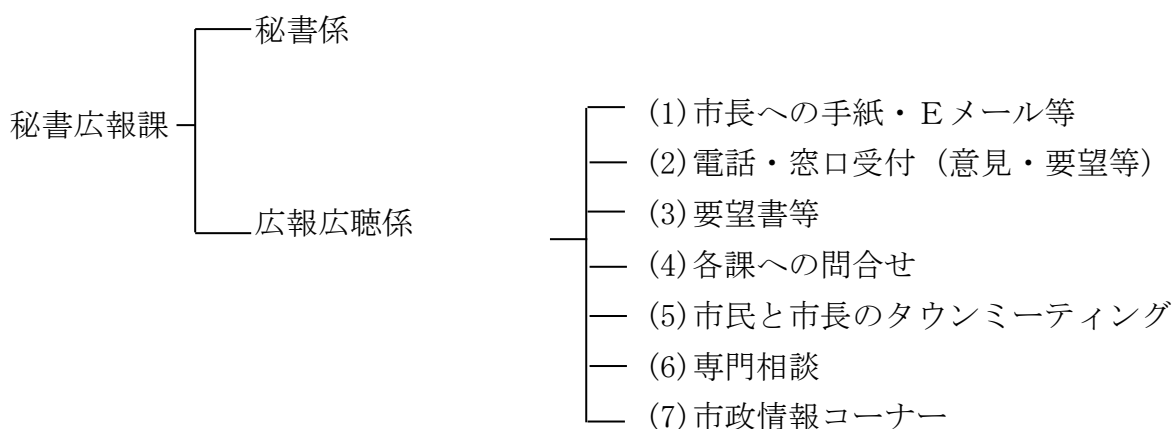 秘書係
秘書広報課
広報広聴係
(1)市長への手紙・Eメール等
(2)電話・窓口受付（意見・要望等）
(3)要望書等
(4)各課への問合せ
(5)市民と市長のタウンミーティング
(6)専門相談
(7)市政情報コーナー